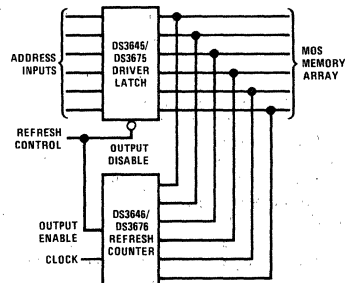 ADDRESS
INPUTS
DS3645/
DS3675
DRIVER
LATCH
MOS
MEMORY
ARRAY
REFRESH
CONTROL
OUTPUT
DISABLE
OUTPUT
ENABLE
CLOCK
DS3646/
DS3676
REFRESH
COUNTER